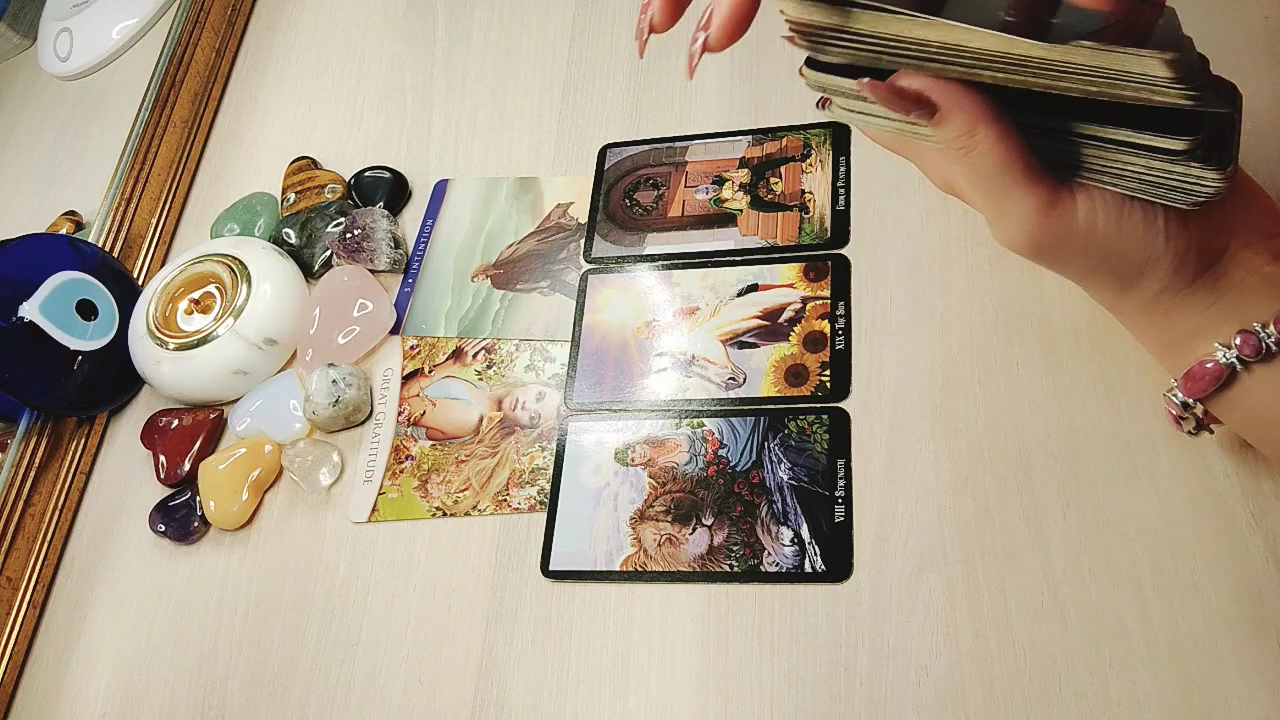 5 • INTENTION
GREAT GRATITUDE
FOUR OF PENTACLES
XIX • THE SUN
VIII • STRENGTH